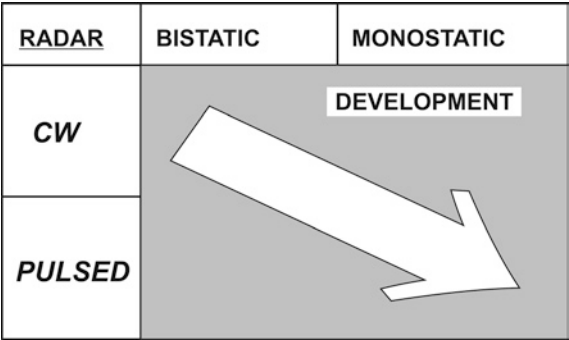 RADAR BISTATIC MONOSTATIC
DEVELOPMENT
CW
PULSED